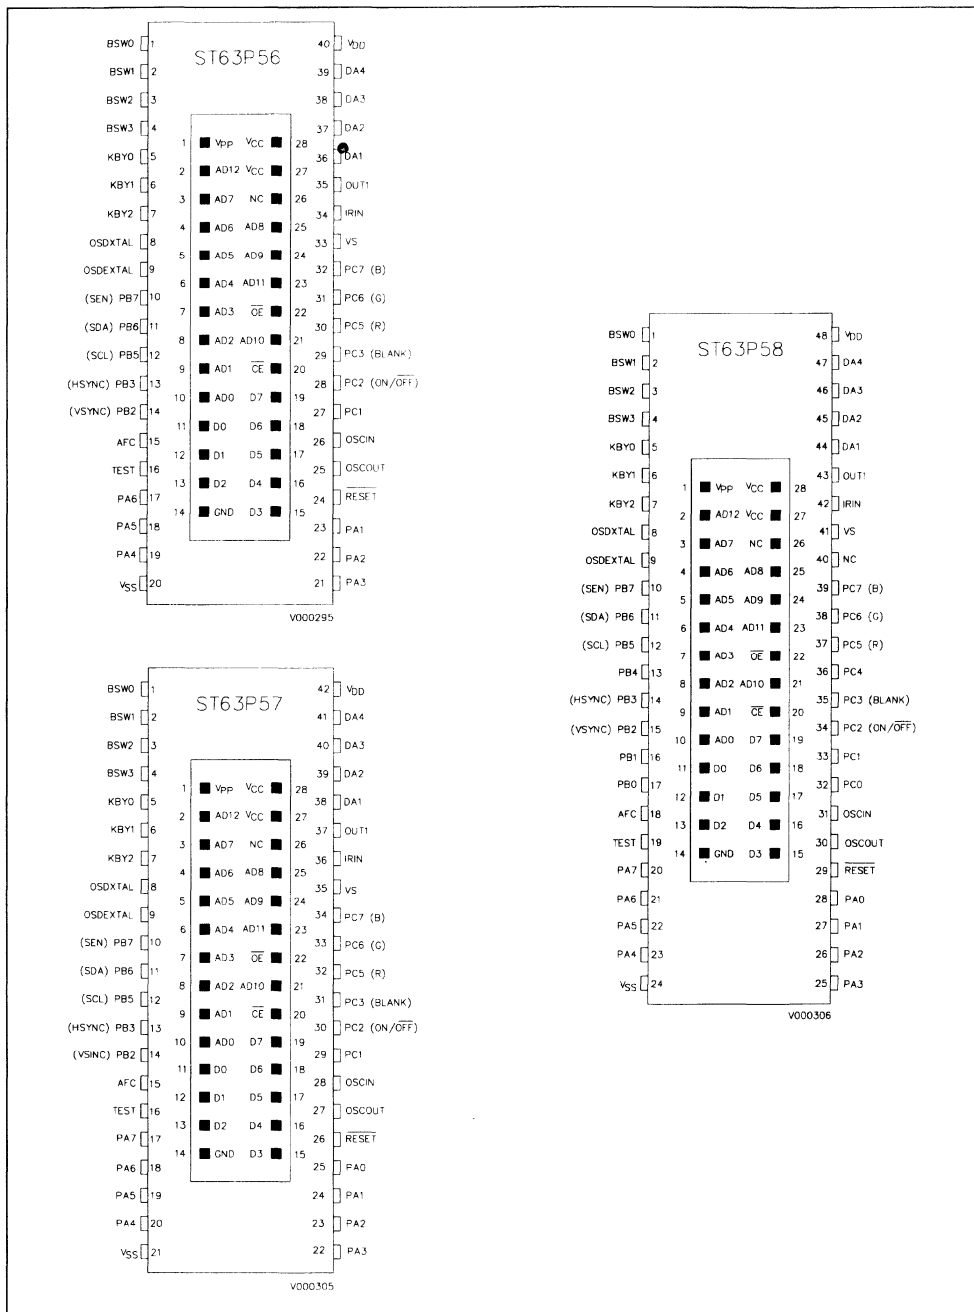 ST63P56
BSW0 1 40 VDD
BSW1 2 39 DA4
BSW2 3 38 DA3
BSW3 4 37 DA2
KBY0 5 36 DA1
KBY1 6 35 OUT1
KBY2 7 34 IRIN
OSDXTAL 8 33 VS
OSDEXTAL 9 32 PC7 (B)
(SEN) PB7 10 31 PC6 (G)
(SDA) PB6 11 30 PC5 (R)
(SCL) PB5 12 29 PC3 (BLANK)
(HSYNC) PB3 13 28 PC2 (ON/OFF)
(VSYNC) PB2 14 27 PC1
AFC 15 26 OSCIN
TEST 16 25 OSCOUT
PA6 17 24 RESET
PA5 18 23 PA1
PA4 19 22 PA2
VSS 20 21 PA3
1 VPP VCC 28
2 AD12 VCC 27
3 AD7 NC 26
4 AD6 AD8 25
5 AD5 AD9 24
6 AD4 AD11 23
7 AD3 OE 22
8 AD2 AD10 21
9 AD1 CE 20
10 AD0 D7 19
11 D0 D6 18
12 D1 D5 17
13 D2 D4 16
14 GND D3 15
V000295
ST63P57
BSW0 1 42 VDD
BSW1 2 41 DA4
BSW2 3 40 DA3
BSW3 4 39 DA2
KBY0 5 38 DA1
KBY1 6 37 OUT1
KBY2 7 36 IRIN
OSDXTAL 8 35 VS
OSDEXTAL 9 34 PC7 (B)
(SEN) PB7 10 33 PC6 (G)
(SDA) PB6 11 32 PC5 (R)
(SCL) PB5 12 31 PC3 (BLANK)
(HSYNC) PB3 13 30 PC2 (ON/OFF)
(VSINC) PB2 14 29 PC1
AFC 15 28 OSCIN
TEST 16 27 OSCOUT
PA7 17 26 RESET
PA6 18 25 PA0
PA5 19 24 PA1
PA4 20 23 PA2
VSS 21 22 PA3
1 VPP VCC 28
2 AD12 VCC 27
3 AD7 NC 26
4 AD6 AD8 25
5 AD5 AD9 24
6 AD4 AD11 23
7 AD3 OE 22
8 AD2 AD10 21
9 AD1 CE 20
10 AD0 D7 19
11 D0 D6 18
12 D1 D5 17
13 D2 D4 16
14 GND D3 15
V000305
ST63P58
BSW0 1 48 VDD
BSW1 2 47 DA4
BSW2 3 46 DA3
BSW3 4 45 DA2
KBY0 5 44 DA1
KBY1 6 43 OUT1
KBY2 7 42 IRIN
OSDXTAL 8 41 VS
OSDEXTAL 9 40 NC
(SEN) PB7 10 39 PC7 (B)
(SDA) PB6 11 38 PC6 (G)
(SCL) PB5 12 37 PC5 (R)
PB4 13 36 PC4
(HSYNC) PB3 14 35 PC3 (BLANK)
(VSYNC) PB2 15 34 PC2 (ON/OFF)
PB1 16 33 PC1
PB0 17 32 PC0
AFC 18 31 OSCIN
TEST 19 30 OSCOUT
PA7 20 29 RESET
PA6 21 28 PA0
PA5 22 27 PA1
PA4 23 26 PA2
VSS 24 25 PA3
1 VPP VCC 28
2 AD12 VCC 27
3 AD7 NC 26
4 AD6 AD8 25
5 AD5 AD9 24
6 AD4 AD11 23
7 AD3 OE 22
8 AD2 AD10 21
9 AD1 CE 20
10 AD0 D7 19
11 D0 D6 18
12 D1 D5 17
13 D2 D4 16
14 GND D3 15
V000306